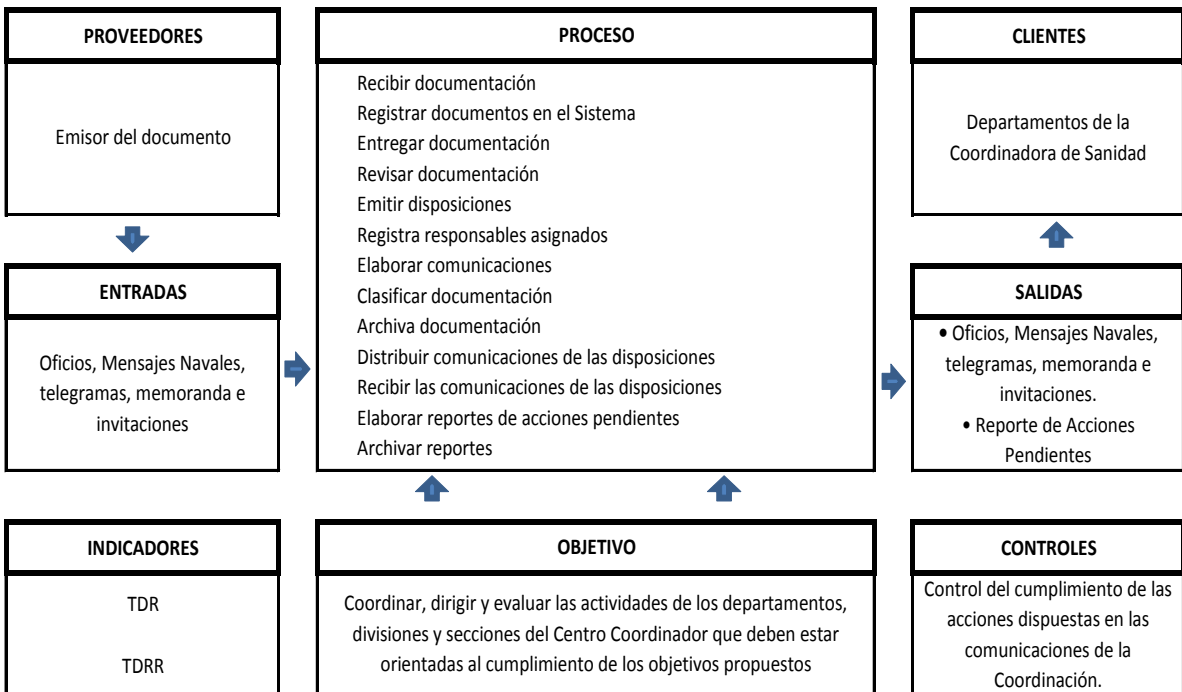 PROVEEDORES
Emisor del documento
ENTRADAS
Oficios, Mensajes Navales,
telegramas, memoranda e
invitaciones
PROCESO
Recibir documentación
Registrar documentos en el Sistema
Entregar documentación
Revisar documentación
Emitir disposiciones
Registra responsables asignados
Elaborar comunicaciones
Clasificar documentación
Archiva documentación
Distribuir comunicaciones de las disposiciones
Recibir las comunicaciones de las disposiciones
Elaborar reportes de acciones pendientes
Archivar reportes
CLIENTES
Departamentos de la
Coordinadora de Sanidad
SALIDAS
• Oficios, Mensajes Navales,
telegramas, memoranda e
invitaciones.
• Reporte de Acciones
Pendientes
INDICADORES
TDR
TDRR
OBJETIVO
Coordinar, dirigir y evaluar las actividades de los departamentos,
divisiones y secciones del Centro Coordinador que deben estar
orientadas al cumplimiento de los objetivos propuestos
CONTROLES
Control del cumplimiento de las
acciones dispuestas en las
comunicaciones de la
Coordinación.